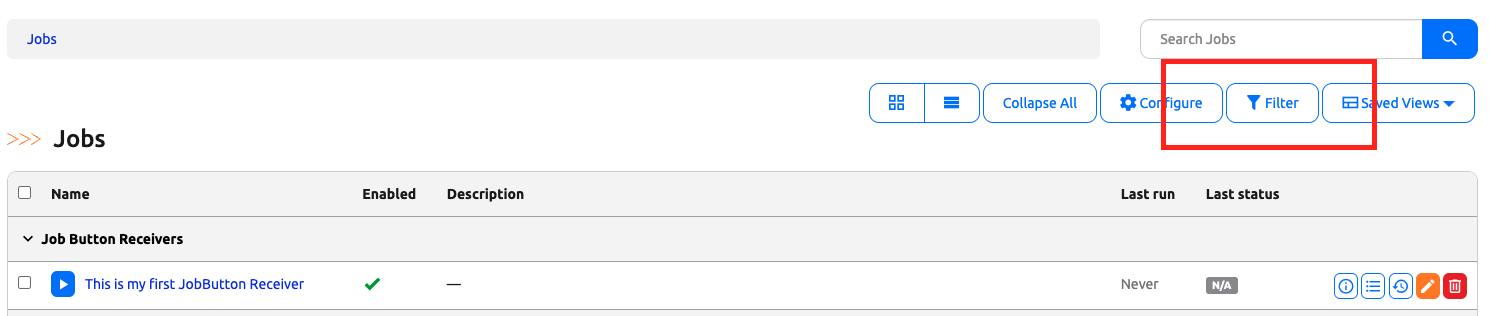 Jobs
Search Jobs
Collapse All
Configure
Filter
Saved Views
>>> Jobs
Name Enabled Description Last run Last status
Job Button Receivers
This is my first JobButton Receiver — Never N/A